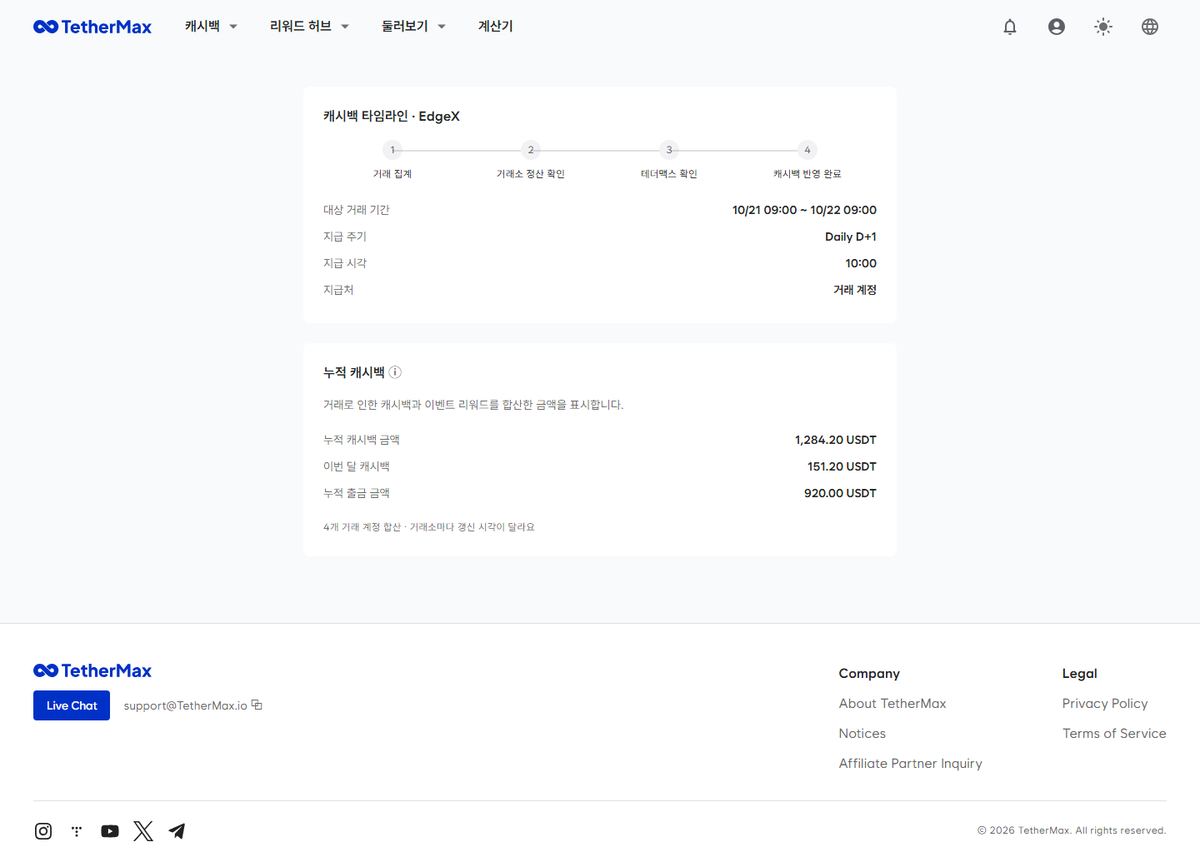 TetherMax 캐시백 리워드 허브 둘러보기 계산기
캐시백 타임라인 · EdgeX
1 2 3 4
거래 집계 거래소 정산 확인 테더맥스 확인 캐시백 반영 완료
대상 거래 기간 10/21 09:00 ~ 10/22 09:00
지급 주기 Daily D+1
지급 시각 10:00
지급처 거래 계정
누적 캐시백
거래로 인한 캐시백과 이벤트 리워드를 합산한 금액을 표시합니다.
누적 캐시백 금액 1,284.20 USDT
이번 달 캐시백 151.20 USDT
누적 출금 금액 920.00 USDT
4개 거래 계정 합산 · 거래소마다 갱신 시각이 달라요
TetherMax
Live Chat support@TetherMax.io
Company
About TetherMax
Notices
Affiliate Partner Inquiry
Legal
Privacy Policy
Terms of Service
© 2026 TetherMax. All rights reserved.